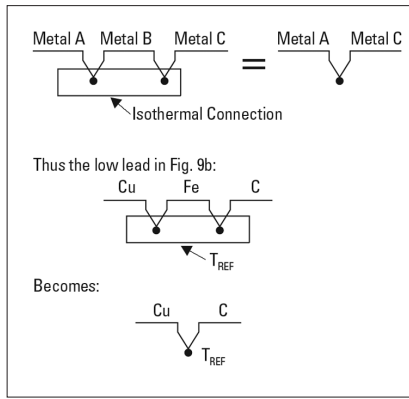 Metal A Metal B Metal C = Metal A Metal C
Isothermal Connection
Thus the low lead in Fig. 9b:
Cu Fe C
TREF
Becomes:
Cu C
TREF